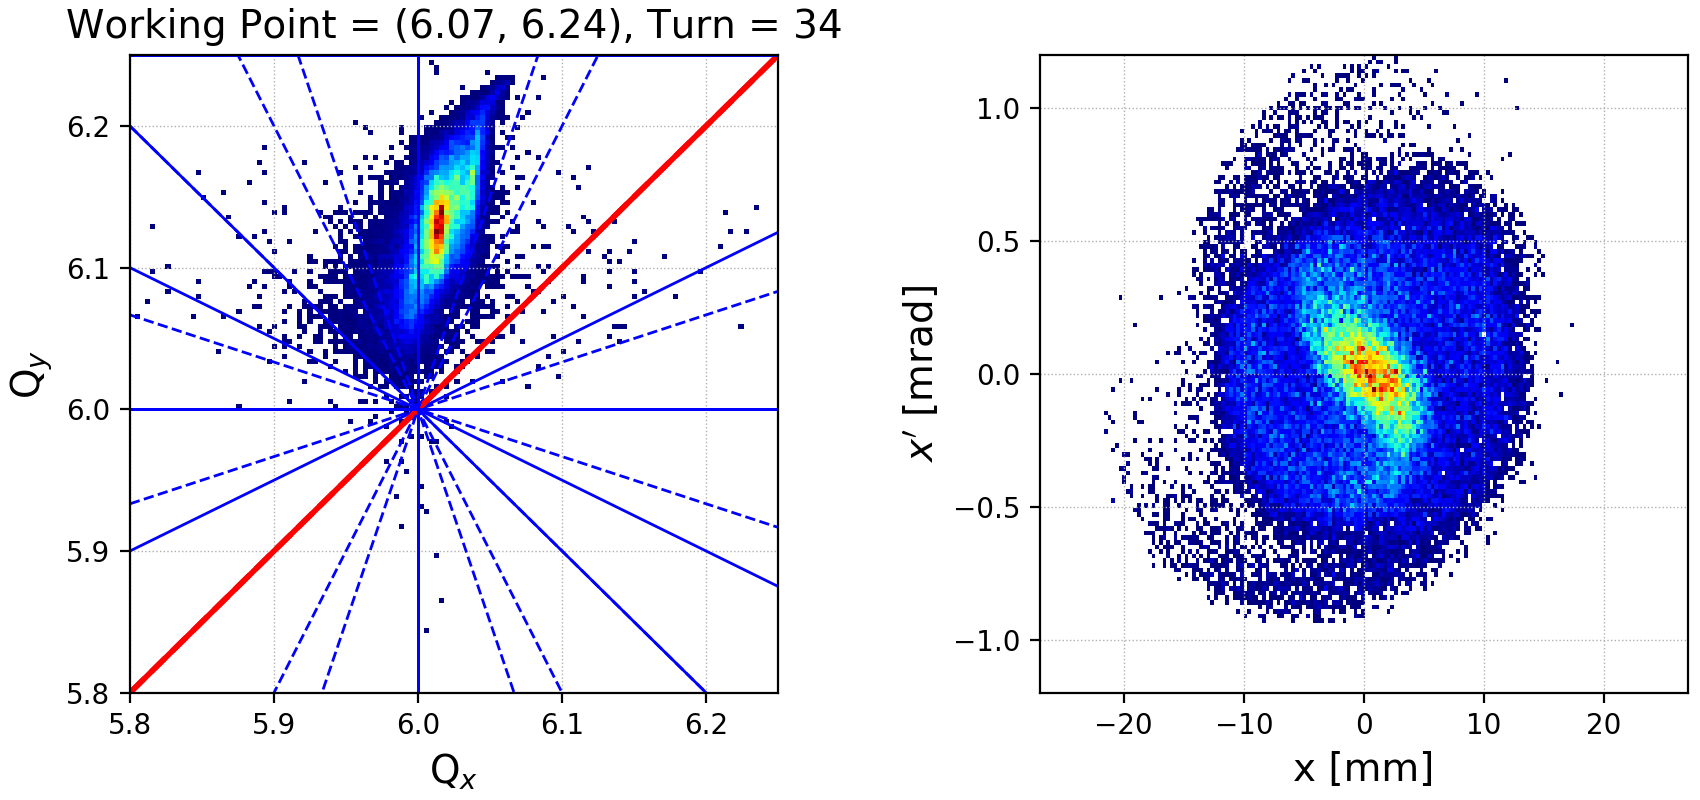 Working Point = (6.07, 6.24), Turn = 34
6.2
6.1
6.0
5.9
5.8
Q_y
5.8 5.9 6.0 6.1 6.2
Q_x
1.0
0.5
0.0
−0.5
−1.0
x′ [mrad]
−20 −10 0 10 20
x [mm]